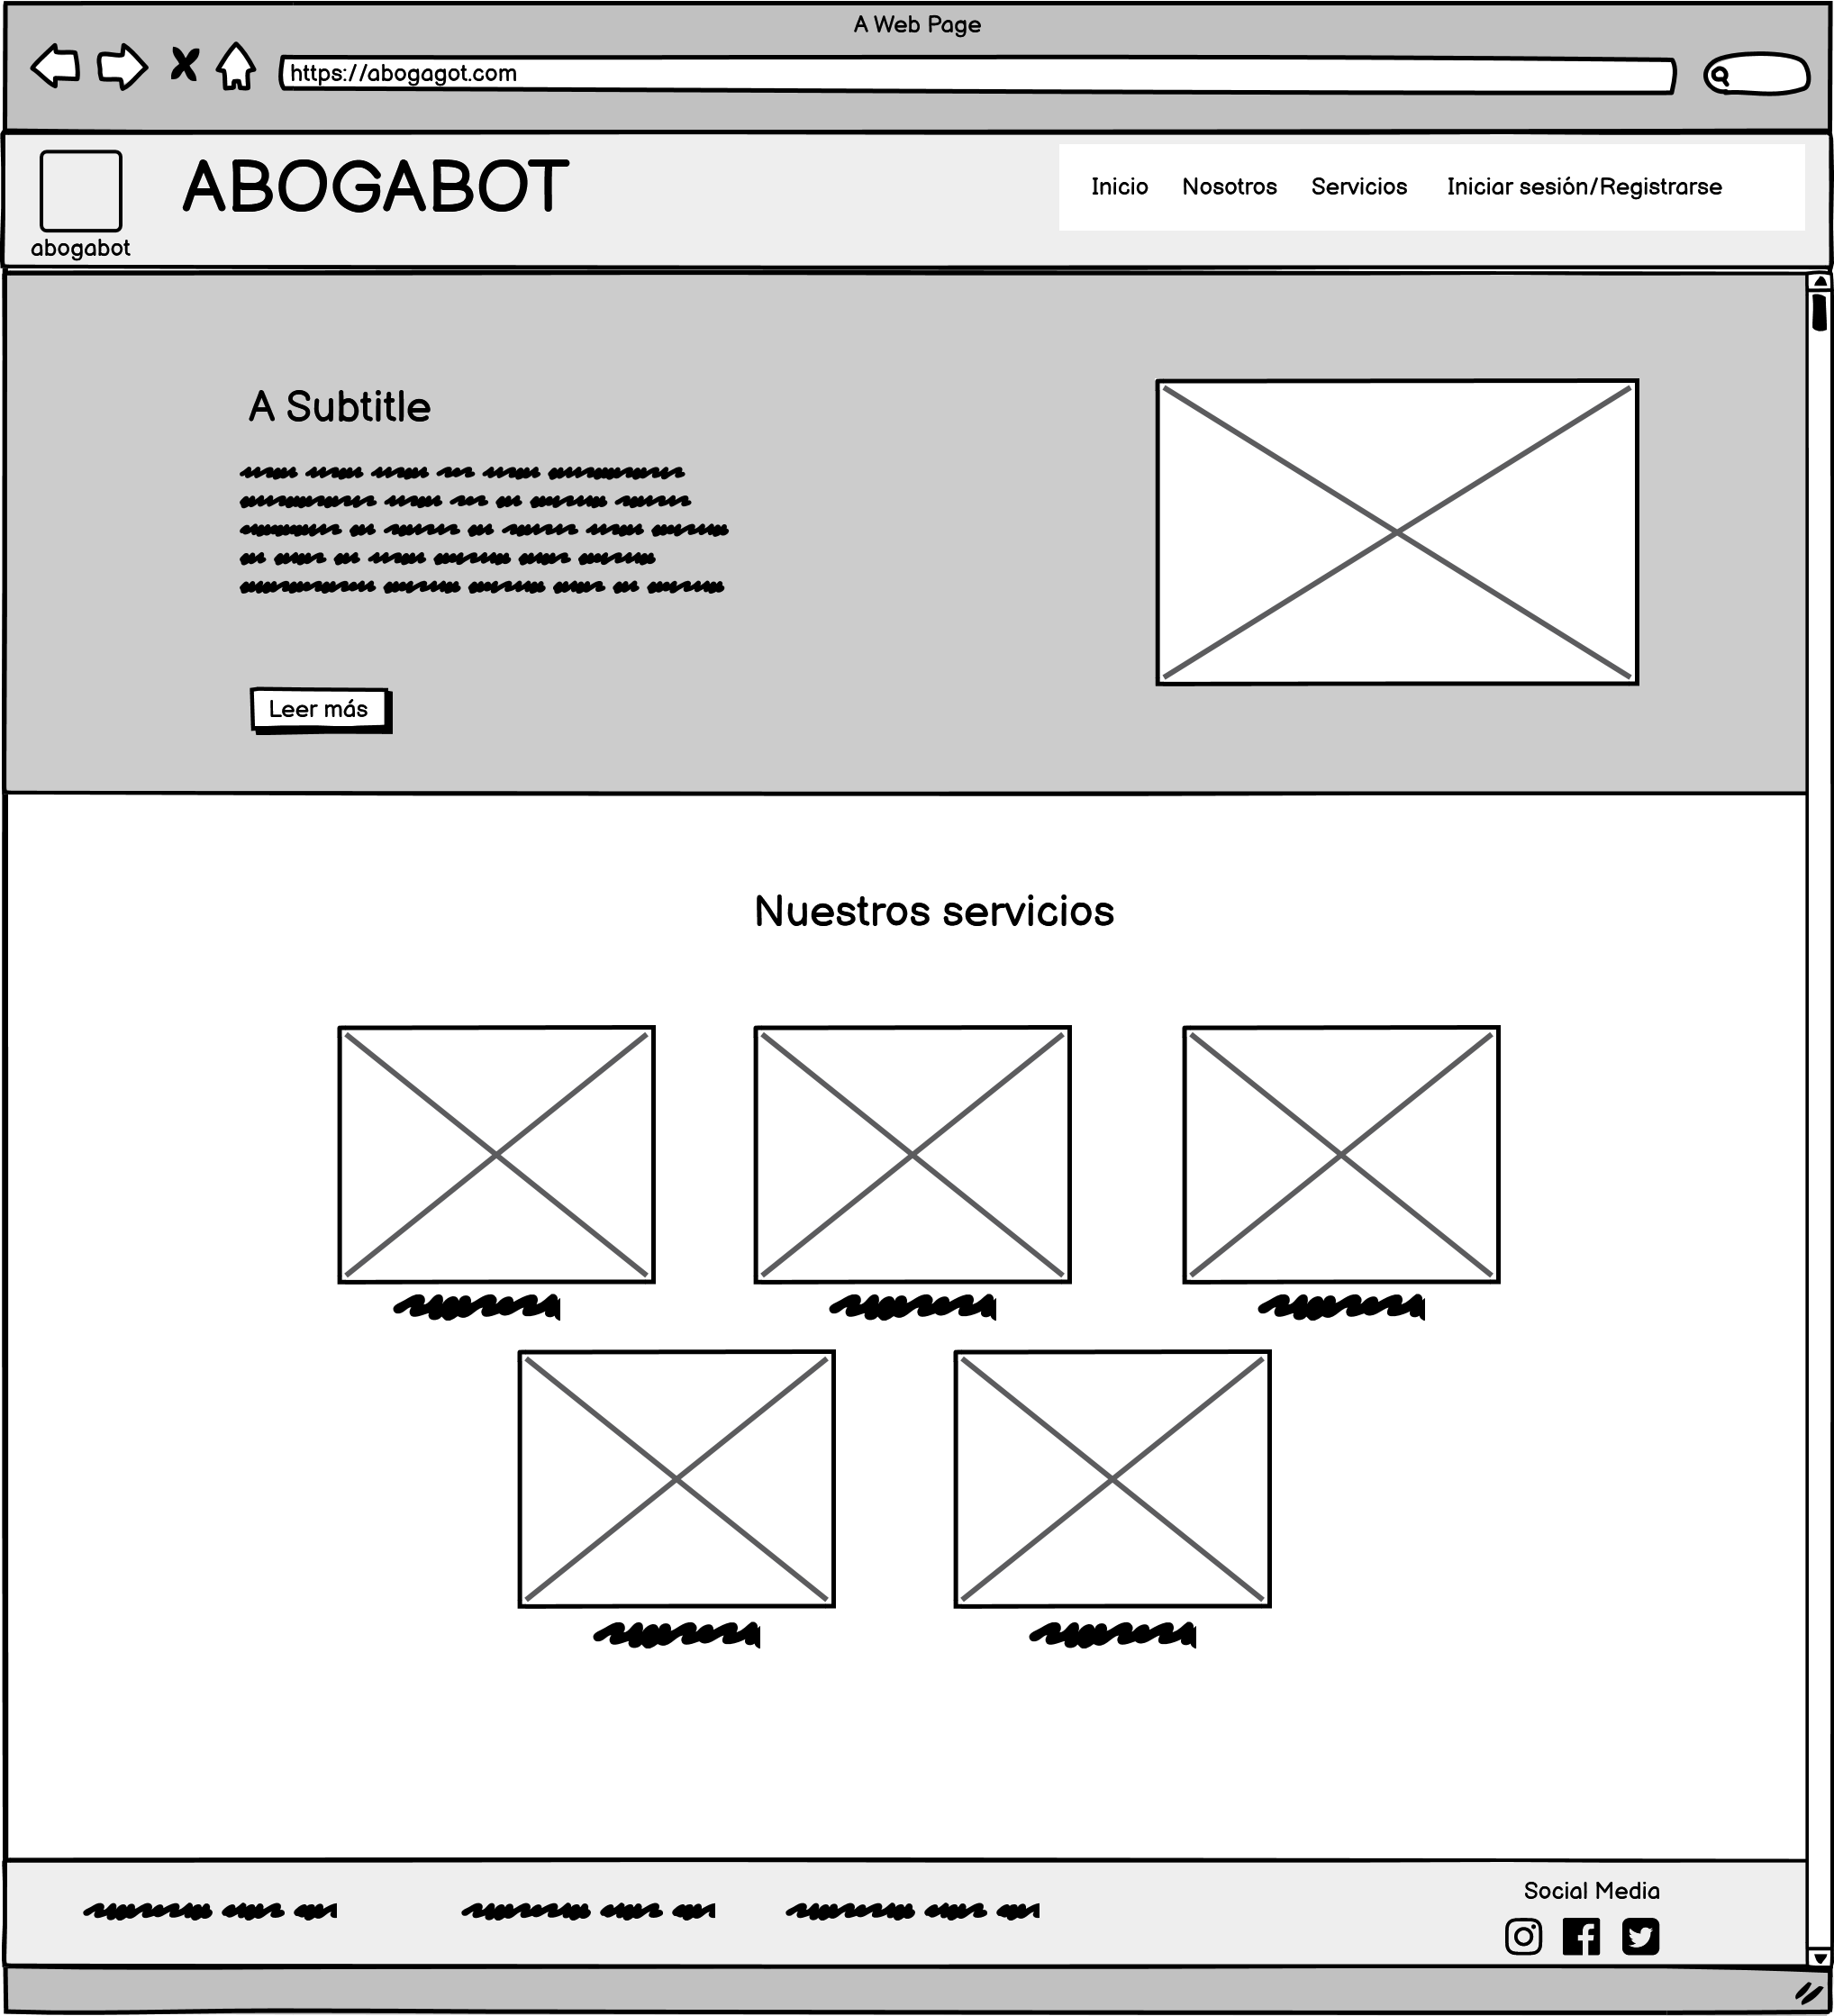 A Web Page
https://abogagot.com
ABOGABOT
Inicio Nosotros Servicios Iniciar sesión/Registrarse
abogabot
A Subtitle
Leer más
Nuestros servicios
Social Media